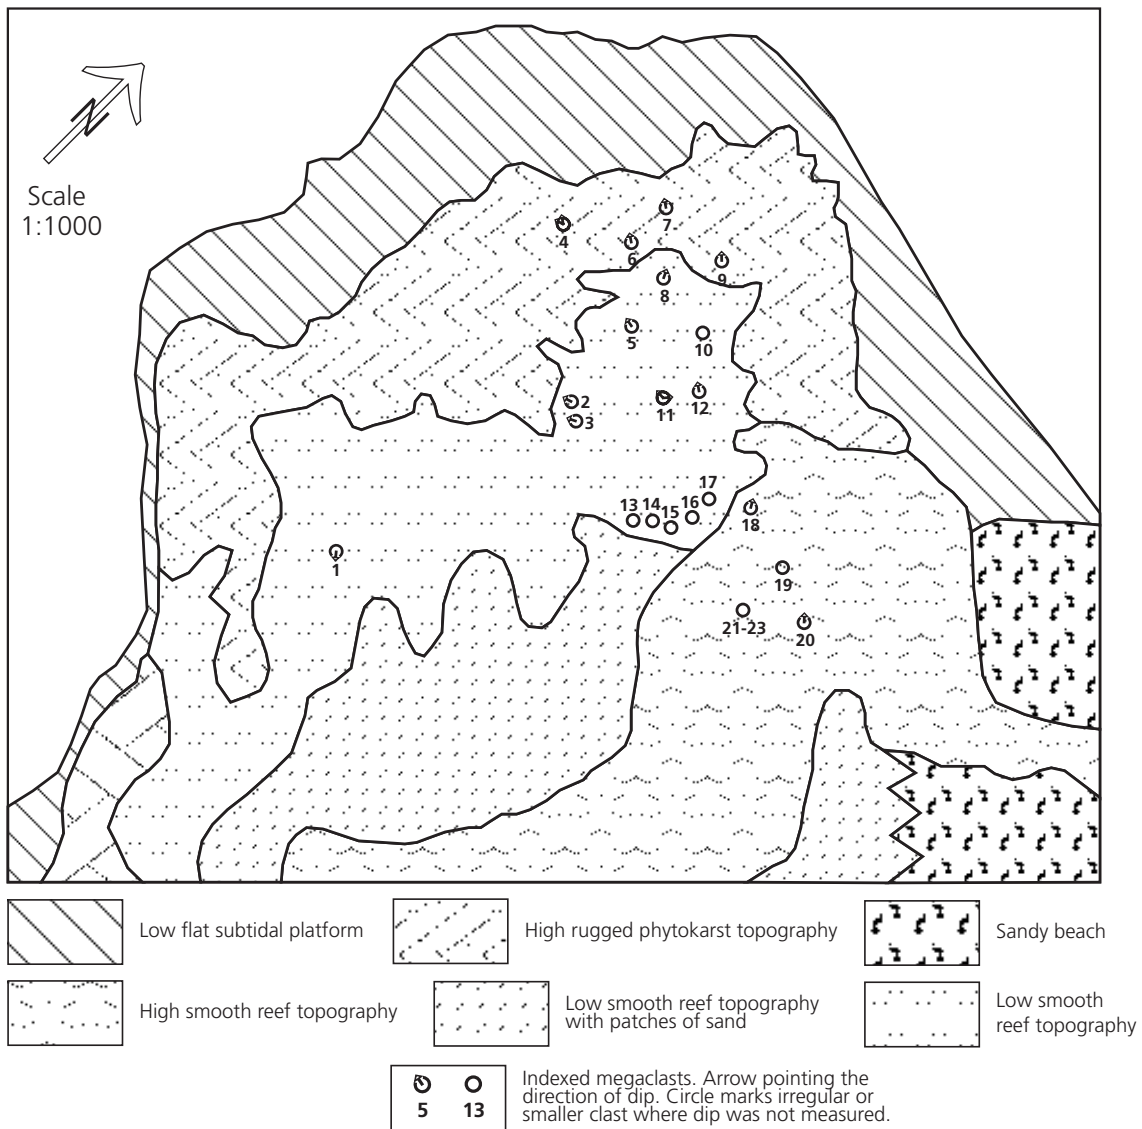 N
Scale
1:1000
7
4
6
9
8
5
10
2
11
12
3
17
13
14
15
16
18
1
19
21-23
20
Low flat subtidal platform
High rugged phytokarst topography
Sandy beach
High smooth reef topography
Low smooth reef topography
with patches of sand
Low smooth
reef topography
5
13
Indexed megaclasts. Arrow pointing the
direction of dip. Circle marks irregular or
smaller clast where dip was not measured.